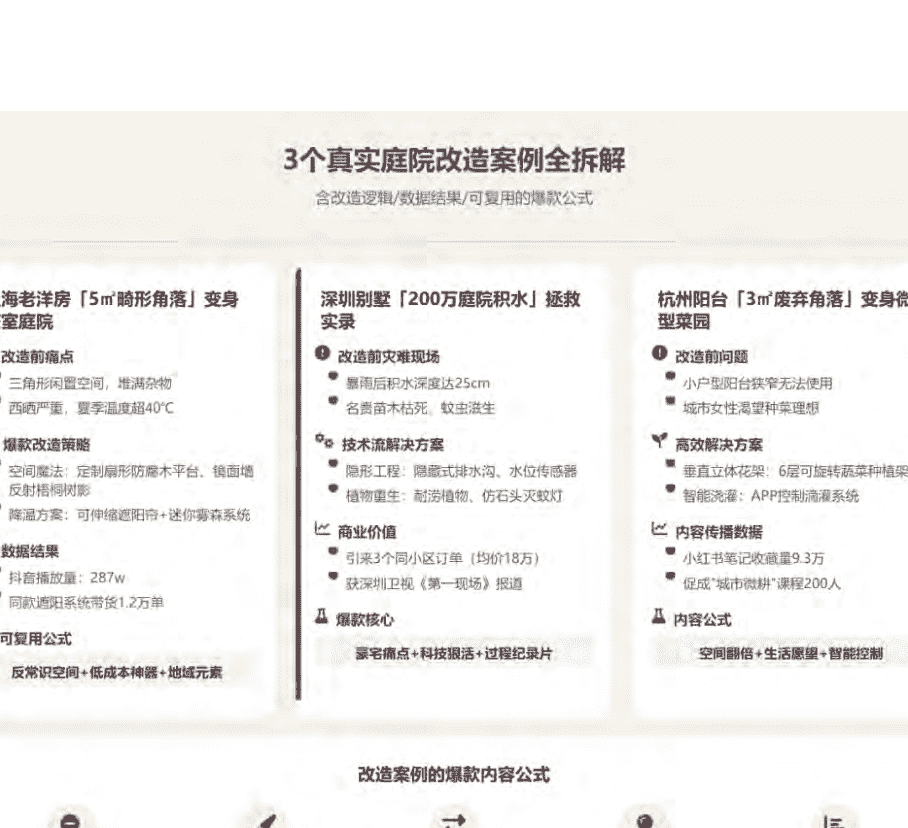 3个真实庭院改造案例全拆解
含改造逻辑/数据结果/可复用的爆款公式
海老洋房「5㎡畸形角落」变身
室庭院
改造前痛点
三角形闲置空间，堆满杂物
西晒严重，夏季温度超40℃
爆款改造策略
空间魔法：定制扇形防腐木平台、镜面墙
反射梧桐树影
降温方案：可伸缩遮阳帘+迷你雾森系统
数据结果
抖音播放量：287w
同款遮阳系统带货1.2万单
可复用公式
反常识空间+低成本神器+地域元素
深圳别墅「200万庭院积水」拯救
实录
改造前灾难现场
暴雨后积水深度达25cm
名贵苗木枯死，蚊虫滋生
技术流解决方案
隐形工程：隐藏式排水沟、水位传感器
植物重生：耐涝植物、仿石头灭蚊灯
商业价值
引来3个同小区订单（均价18万）
获深圳卫视《第一现场》报道
爆款核心
豪宅痛点+科技狠活+过程纪录片
杭州阳台「3㎡废弃角落」变身微
型菜园
改造前问题
小户型阳台狭窄无法使用
城市女性渴望种菜理想
高效解决方案
垂直立体花架：6层可旋转蔬菜种植架
智能浇灌：APP控制滴灌系统
内容传播数据
小红书笔记收藏量9.3万
促成"城市微耕"课程200人
内容公式
空间翻倍+生活愿望+智能控制
改造案例的爆款内容公式